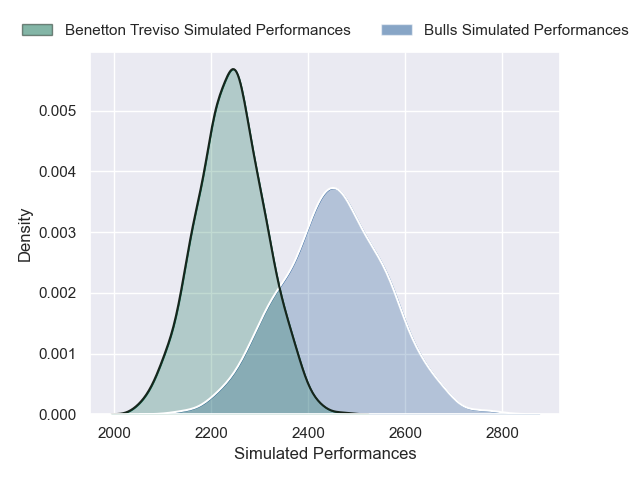 Benetton Treviso Simulated Performances
Bulls Simulated Performances
Density
0.005
0.004
0.003
0.002
0.001
0.000
2000
2200
2400
2600
2800
Simulated Performances